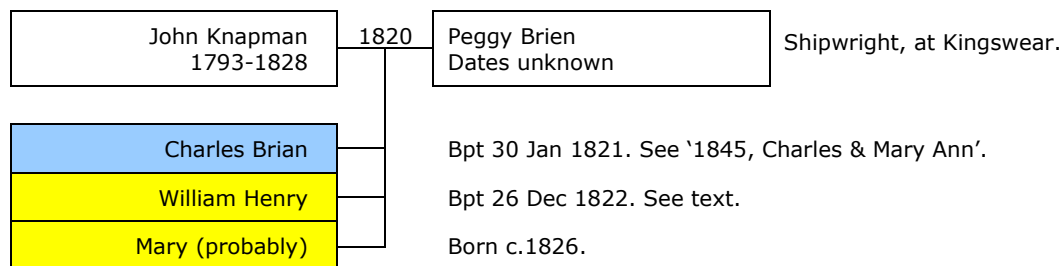 John Knapman 1820 Peggy Brien Shipwright, at Kingswear.
1793-1828 Dates unknown
Charles Brian Bpt 30 Jan 1821. See ‘1845, Charles & Mary Ann’.
William Henry Bpt 26 Dec 1822. See text.
Mary (probably) Born c.1826.